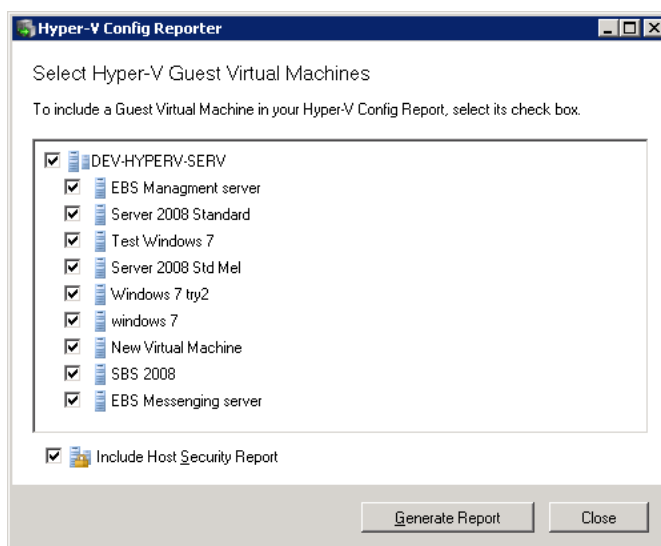 Hyper-V Config Reporter
Select Hyper-V Guest Virtual Machines
To include a Guest Virtual Machine in your Hyper-V Config Report, select its check box.
DEV-HYPERV-SERV
EBS Managment server
Server 2008 Standard
Test Windows 7
Server 2008 Std Mel
Windows 7 try2
windows 7
New Virtual Machine
SBS 2008
EBS Messenging server
Include Host Security Report
Generate Report Close